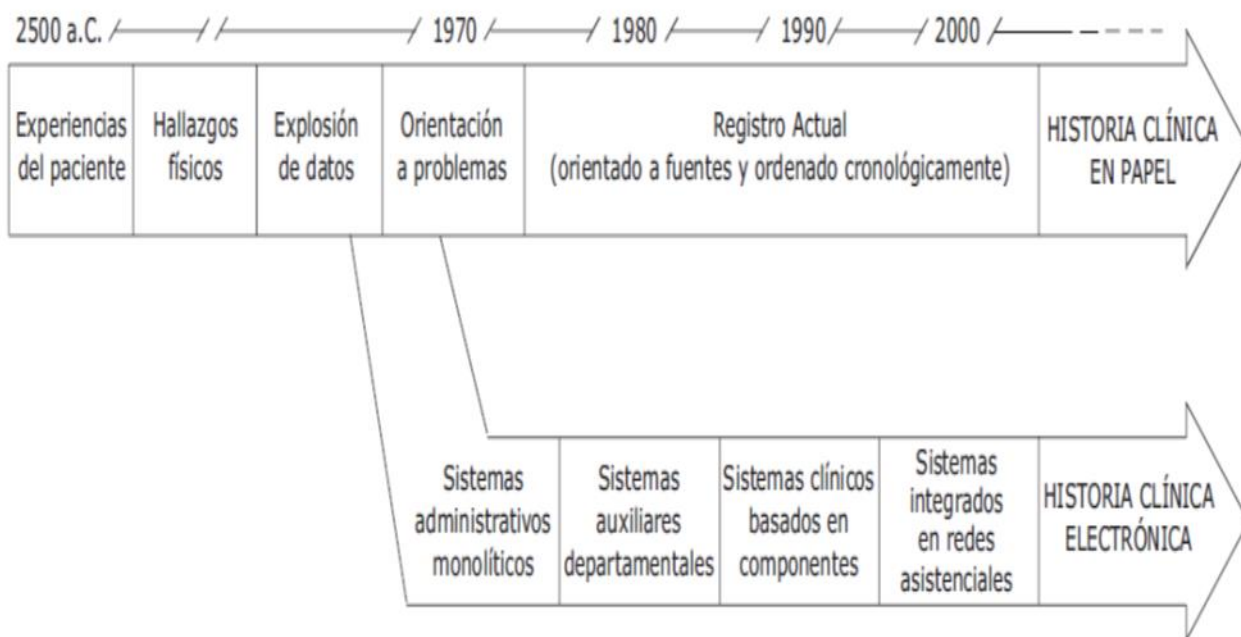 2500 a.C. 1970 1980 1990 2000
Experiencias
del paciente
Hallazgos
físicos
Explosión
de datos
Orientación
a problemas
Registro Actual
(orientado a fuentes y ordenado cronológicamente)
HISTORIA CLÍNICA
EN PAPEL
Sistemas
administrativos
monolíticos
Sistemas
auxiliares
departamentales
Sistemas clínicos
basados en
componentes
Sistemas
integrados
en redes
asistenciales
HISTORIA CLÍNICA
ELECTRÓNICA